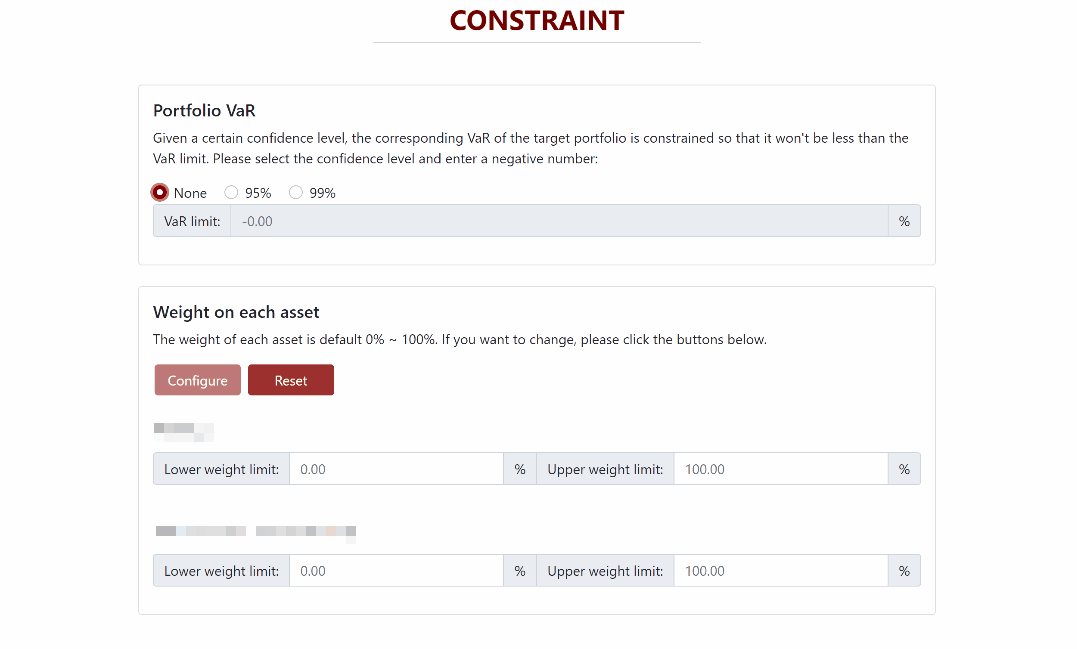 CONSTRAINT
Portfolio VaR
Given a certain confidence level, the corresponding VaR of the target portfolio is constrained so that it won't be less than the
VaR limit. Please select the confidence level and enter a negative number:
None 95% 99%
VaR limit: -0.00 %
Weight on each asset
The weight of each asset is default 0% ~ 100%. If you want to change, please click the buttons below.
Configure Reset
Lower weight limit: 0.00 % Upper weight limit: 100.00 %
Lower weight limit: 0.00 % Upper weight limit: 100.00 %